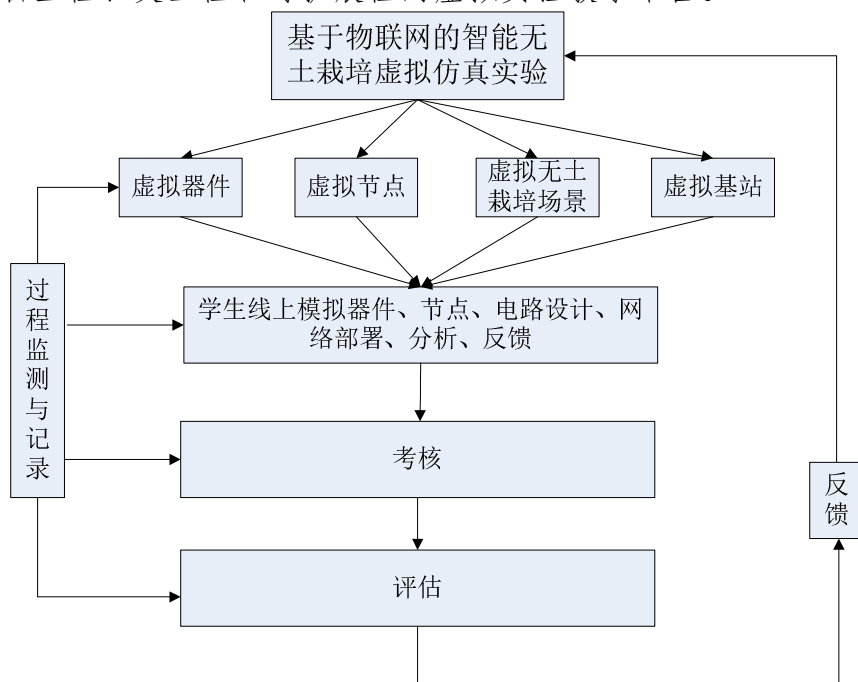 基于物联网的智能无
土栽培虚拟仿真实验
虚拟器件
虚拟节点
虚拟无土
栽培场景
虚拟基站
过程监测与记录
学生线上模拟器件、节点、电路设计、网
络部署、分析、反馈
考核
反馈
评估